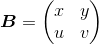 B = ( x y
u v )